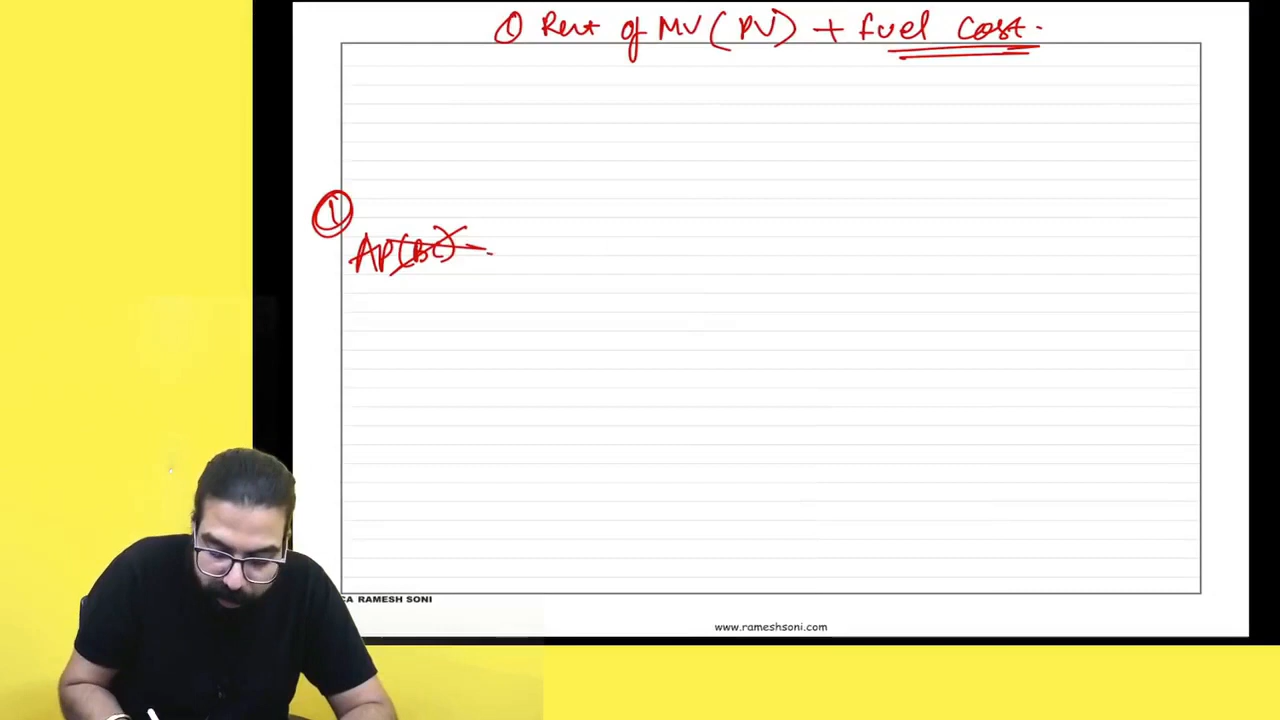 ① Rent of MV (PV) + fuel cost.
①
AP(BC) -
CA RAMESH SONI
www.rameshsoni.com